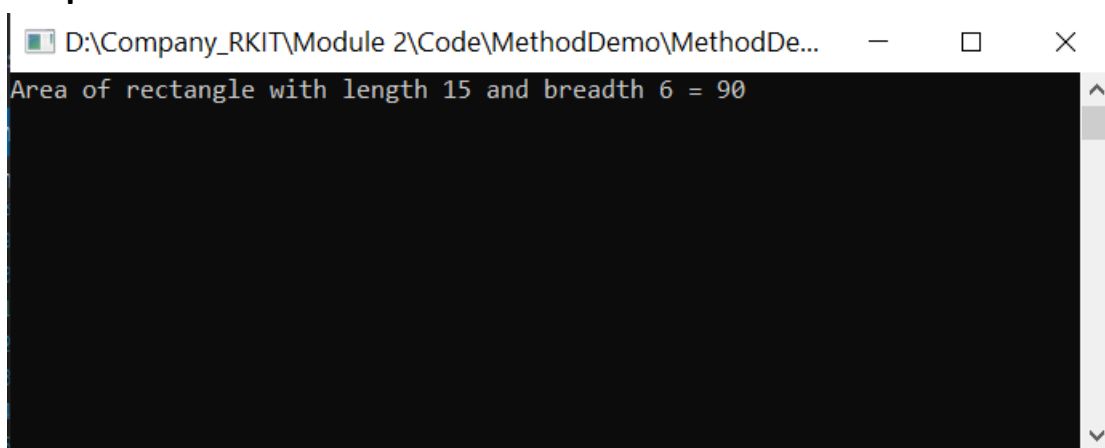 D:\Company_RKIT\Module 2\Code\MethodDemo\MethodDe...
Area of rectangle with length 15 and breadth 6 = 90